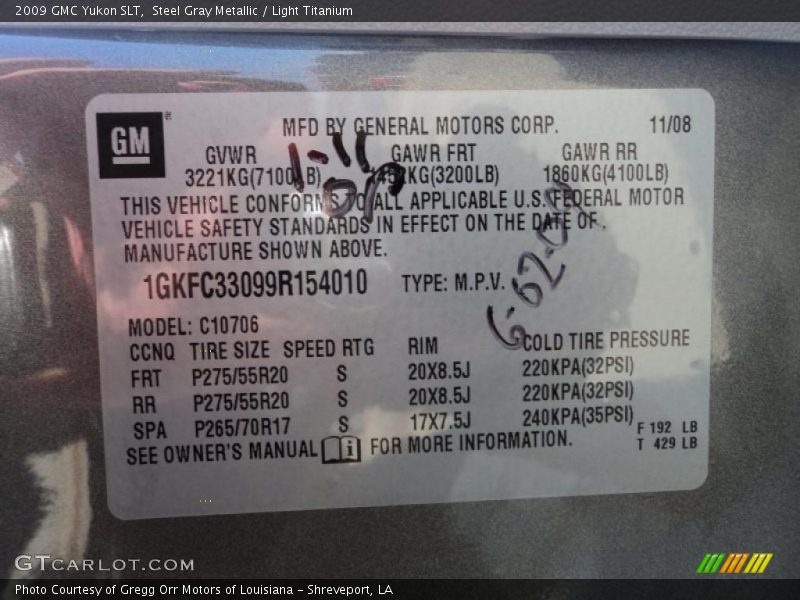 2009 GMC Yukon SLT, Steel Gray Metallic / Light Titanium
GM®
MFD BY GENERAL MOTORS CORP. 11/08
GVWR GAWR FRT GAWR RR
3221KG(7100LB) KG(3200LB) 1860KG(4100LB)
THIS VEHICLE CONFORMS TO ALL APPLICABLE U.S. FEDERAL MOTOR
VEHICLE SAFETY STANDARDS IN EFFECT ON THE DATE OF
MANUFACTURE SHOWN ABOVE.
1GKFC33099R154010 TYPE: M.P.V.
MODEL: C10706
CCNQ TIRE SIZE SPEED RTG RIM COLD TIRE PRESSURE
FRT P275/55R20 S 20X8.5J 220KPA(32PSI)
RR P275/55R20 S 20X8.5J 220KPA(32PSI)
SPA P265/70R17 S 17X7.5J 240KPA(35PSI)
F 192 LB
T 429 LB
SEE OWNER'S MANUAL i FOR MORE INFORMATION.
GTCARLOT.COM
Photo Courtesy of Gregg Orr Motors of Louisiana – Shreveport, LA